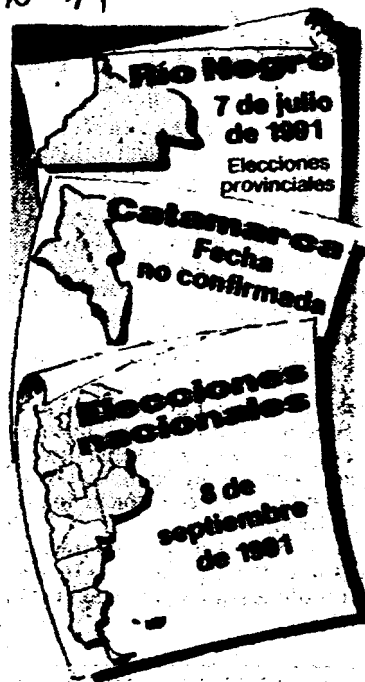 Río Negro
7 de julio
de 1991
Elecciones
provinciales
Catamarca
Fecha
no confirmada
Elecciones
nacionales
8 de
septiembre
de 1991